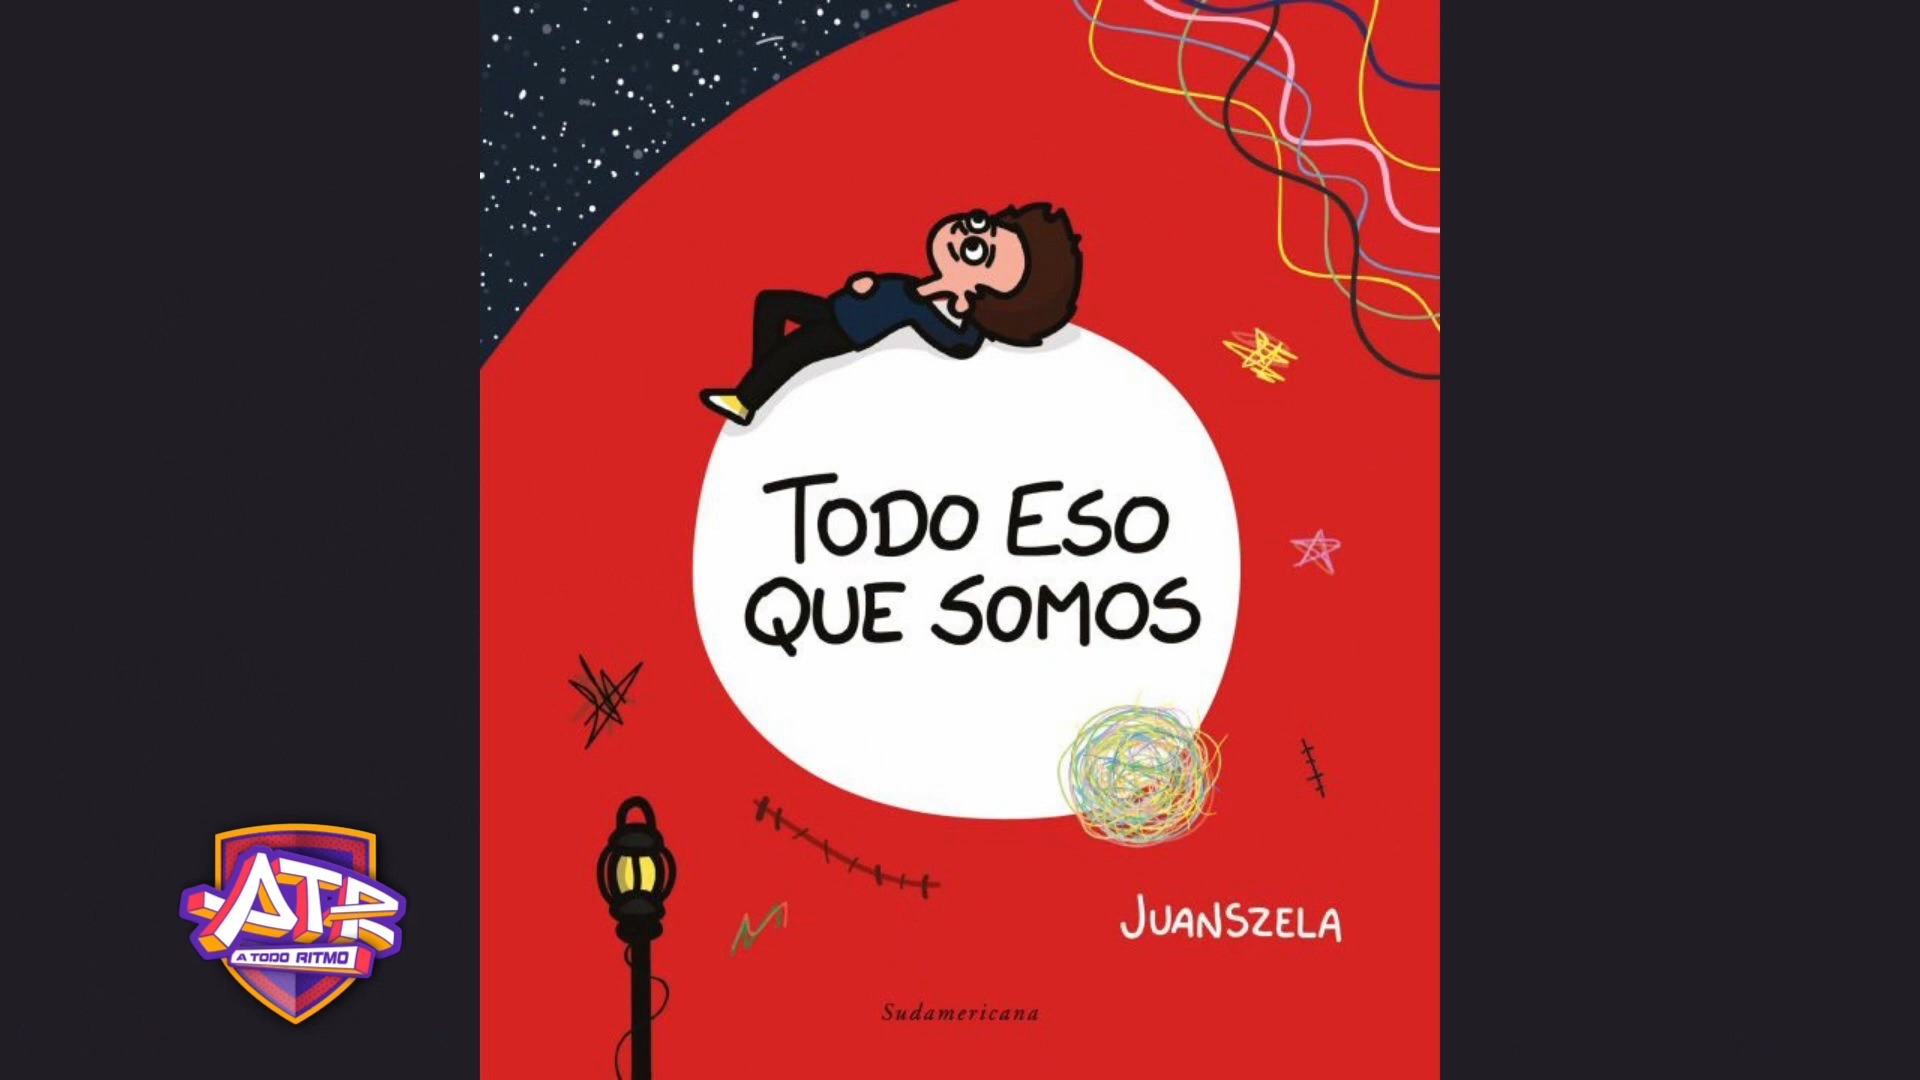 TODO ESO
QUE SOMOS
JUANSZELA
Sudamericana
ATR
A TODO RITMO